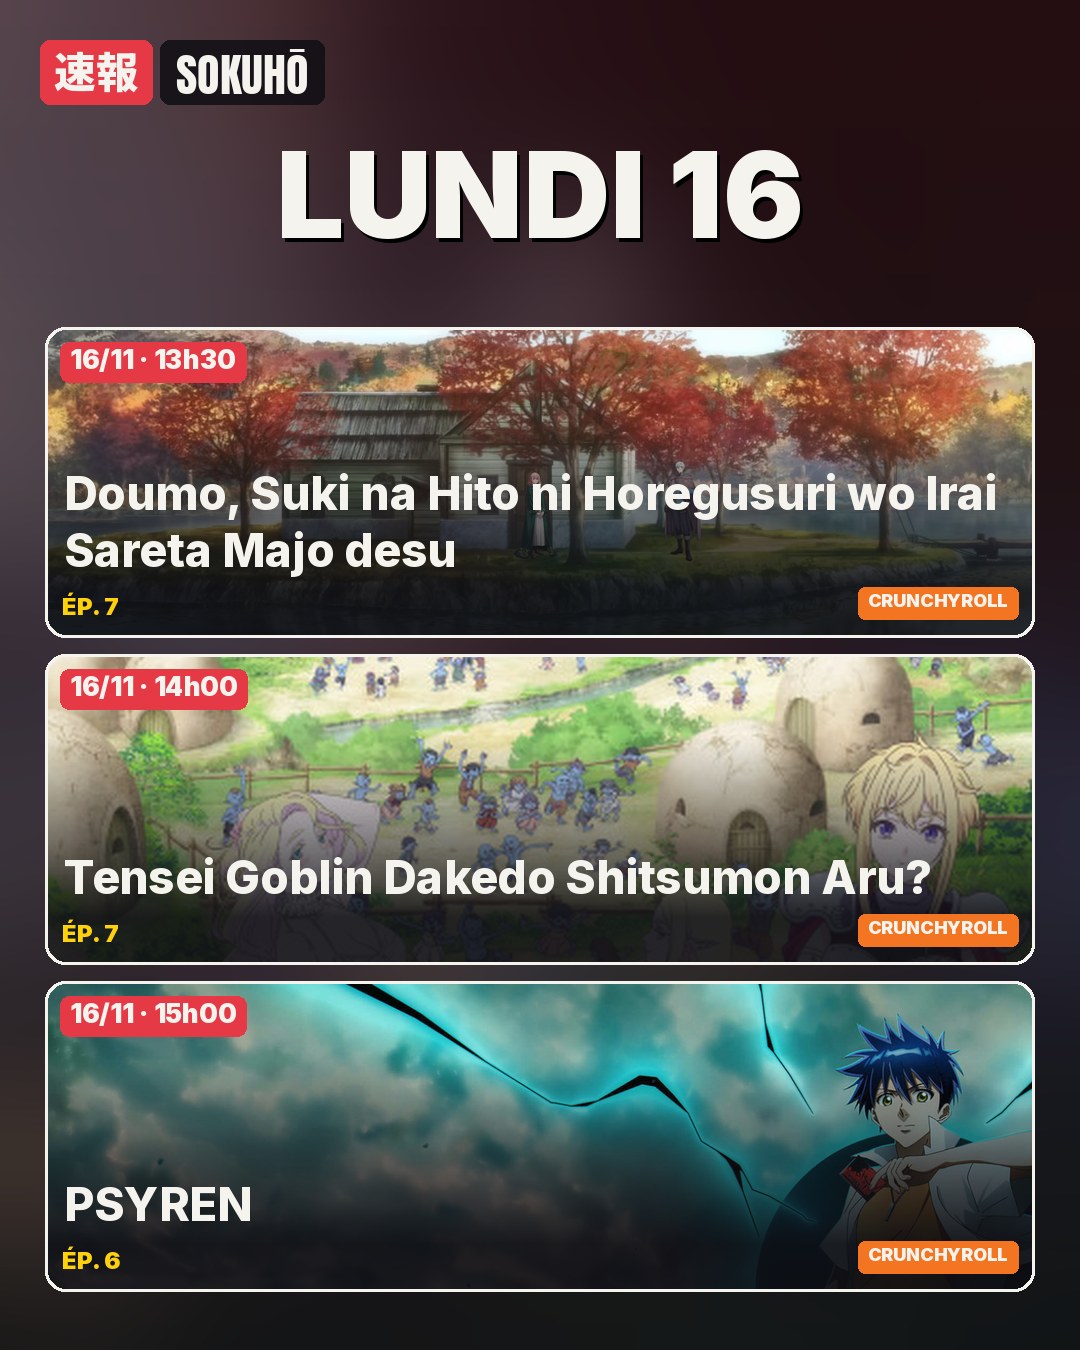 速報 SOKUHŌ
LUNDI 16
16/11 · 13h30
Doumo, Suki na Hito ni Horegusuri wo Irai
Sareta Majo desu
ÉP. 7
CRUNCHYROLL
16/11 · 14h00
Tensei Goblin Dakedo Shitsumon Aru?
ÉP. 7
CRUNCHYROLL
16/11 · 15h00
PSYREN
ÉP. 6
CRUNCHYROLL